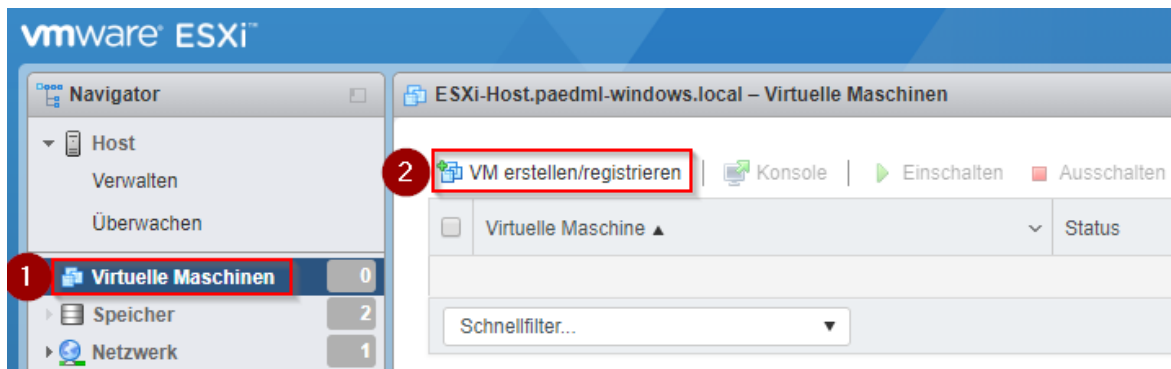 vmware ESXi™
Navigator
Host
Verwalten
Überwachen
1 Virtuelle Maschinen 0
Speicher 2
Netzwerk 1
ESXi-Host.paedml-windows.local – Virtuelle Maschinen
2 VM erstellen/registrieren | Konsole | Einschalten Ausschalten
Virtuelle Maschine ▲ Status
Schnellfilter...